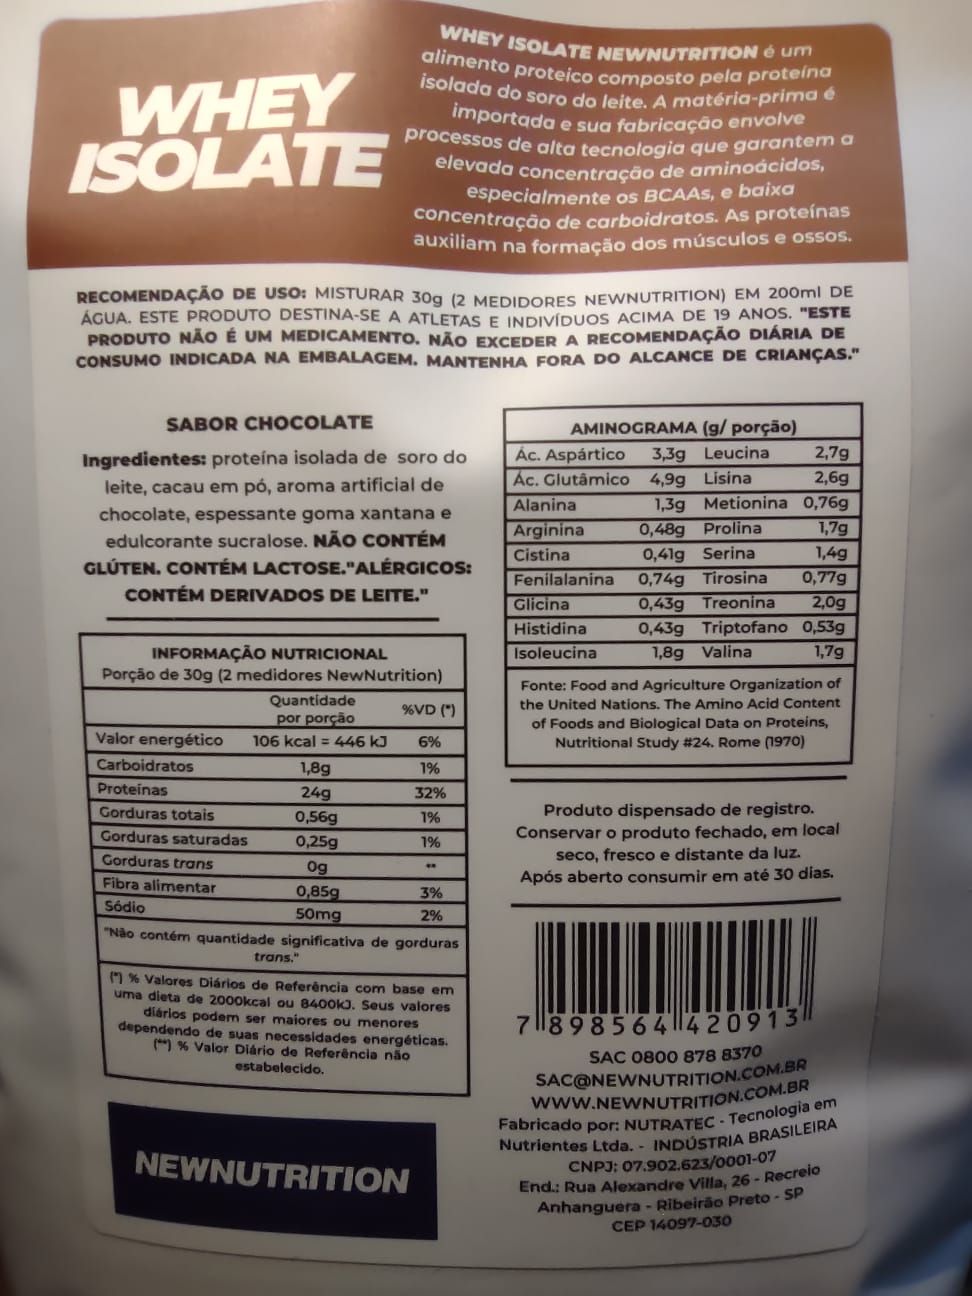 WHEY
ISOLATE
WHEY ISOLATE NEWNUTRITION é um
alimento proteico composto pela proteína
isolada do soro do leite. A matéria-prima é
importada e sua fabricação envolve
processos de alta tecnologia que garantem a
elevada concentração de aminoácidos,
especialmente os BCAAs, e baixa
concentração de carboidratos. As proteínas
auxiliam na formação dos músculos e ossos.
RECOMENDAÇÃO DE USO: MISTURAR 30g (2 MEDIDORES NEWNUTRITION) EM 200ml DE
ÁGUA. ESTE PRODUTO DESTINA-SE A ATLETAS E INDIVÍDUOS ACIMA DE 19 ANOS. "ESTE
PRODUTO NÃO É UM MEDICAMENTO. NÃO EXCEDER A RECOMENDAÇÃO DIÁRIA DE
CONSUMO INDICADA NA EMBALAGEM. MANTENHA FORA DO ALCANCE DE CRIANÇAS."
SABOR CHOCOLATE
Ingredientes: proteína isolada de soro do
leite, cacau em pó, aroma artificial de
chocolate, espessante goma xantana e
edulcorante sucralose. NÃO CONTÉM
GLÚTEN. CONTÉM LACTOSE."ALÉRGICOS:
CONTÉM DERIVADOS DE LEITE."
INFORMAÇÃO NUTRICIONAL
Porção de 30g (2 medidores NewNutrition)
Quantidade
por porção %VD (*)
Valor energético 106 kcal = 446 kJ 6%
Carboidratos 1,8g 1%
Proteínas 24g 32%
Gorduras totais 0,56g 1%
Gorduras saturadas 0,25g 1%
Gorduras trans 0g **
Fibra alimentar 0,85g 3%
Sódio 50mg 2%
"Não contém quantidade significativa de gorduras
trans."
(*) % Valores Diários de Referência com base em
uma dieta de 2000kcal ou 8400kJ. Seus valores
diários podem ser maiores ou menores
dependendo de suas necessidades energéticas.
(**) % Valor Diário de Referência não
estabelecido.
NEWNUTRITION
AMINOGRAMA (g/ porção)
Ác. Aspártico 3,3g Leucina 2,7g
Ác. Glutâmico 4,9g Lisina 2,6g
Alanina 1,3g Metionina 0,76g
Arginina 0,48g Prolina 1,7g
Cistina 0,41g Serina 1,4g
Fenilalanina 0,74g Tirosina 0,77g
Glicina 0,43g Treonina 2,0g
Histidina 0,43g Triptofano 0,53g
Isoleucina 1,8g Valina 1,7g
Fonte: Food and Agriculture Organization of
the United Nations. The Amino Acid Content
of Foods and Biological Data on Proteins,
Nutritional Study #24. Rome (1970)
Produto dispensado de registro.
Conservar o produto fechado, em local
seco, fresco e distante da luz.
Após aberto consumir em até 30 dias.
7 898564 420913
SAC 0800 878 8370
SAC@NEWNUTRITION.COM.BR
WWW.NEWNUTRITION.COM.BR
Fabricado por: NUTRATEC - Tecnologia em
Nutrientes Ltda. - INDÚSTRIA BRASILEIRA
CNPJ: 07.902.623/0001-07
End.: Rua Alexandre Villa, 26 - Recreio
Anhanguera - Ribeirão Preto - SP
CEP 14097-030